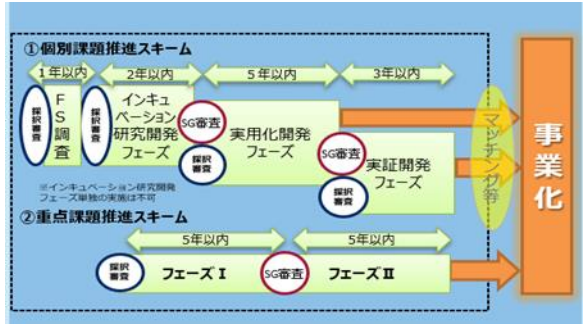 ①個別課題推進スキーム
1年以内
2年以内
5年以内
3年以内
採択審査
FS調査
採択審査
インキュ
ベーション
研究開発
フェーズ
SG審査
採択
審査
実用化開発
フェーズ
SG審査
採択
審査
実証開発
フェーズ
マッチング等
事業化
※インキュベーション研究開発
フェーズ単独の実施は不可
②重点課題推進スキーム
5年以内
5年以内
採択
審査
フェーズⅠ
SG審査
フェーズⅡ